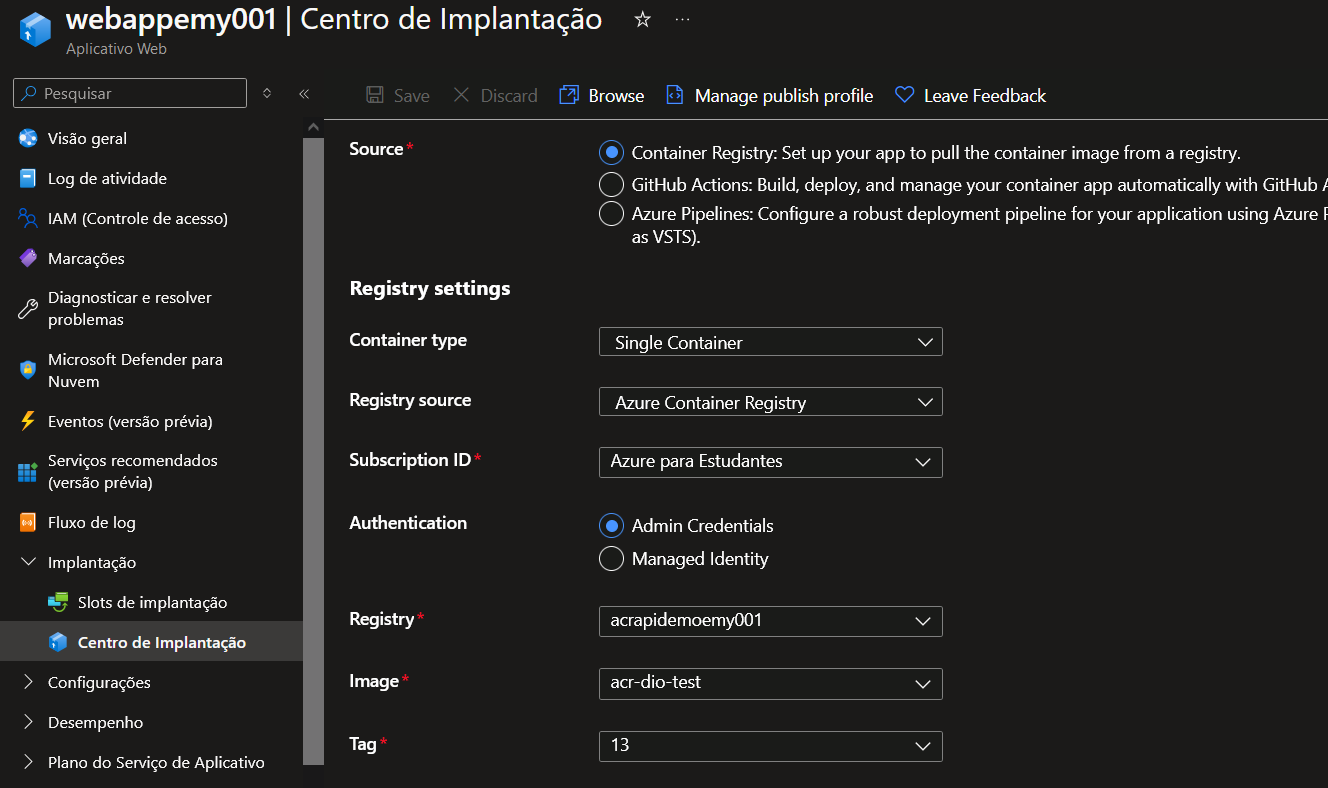 webappemy001 | Centro de Implantação
Aplicativo Web
Pesquisar
Save
Discard
Browse
Manage publish profile
Leave Feedback
Visão geral
Log de atividade
IAM (Controle de acesso)
Marcações
Diagnosticar e resolver
problemas
Microsoft Defender para
Nuvem
Eventos (versão prévia)
Serviços recomendados
(versão prévia)
Fluxo de log
Implantação
Slots de implantação
Centro de Implantação
Configurações
Desempenho
Plano do Serviço de Aplicativo
Source*
Container Registry: Set up your app to pull the container image from a registry.
GitHub Actions: Build, deploy, and manage your container app automatically with GitHub A
Azure Pipelines: Configure a robust deployment pipeline for your application using Azure P
as VSTS).
Registry settings
Container type
Single Container
Registry source
Azure Container Registry
Subscription ID*
Azure para Estudantes
Authentication
Admin Credentials
Managed Identity
Registry*
acrapidemoemy001
Image*
acr-dio-test
Tag*
13